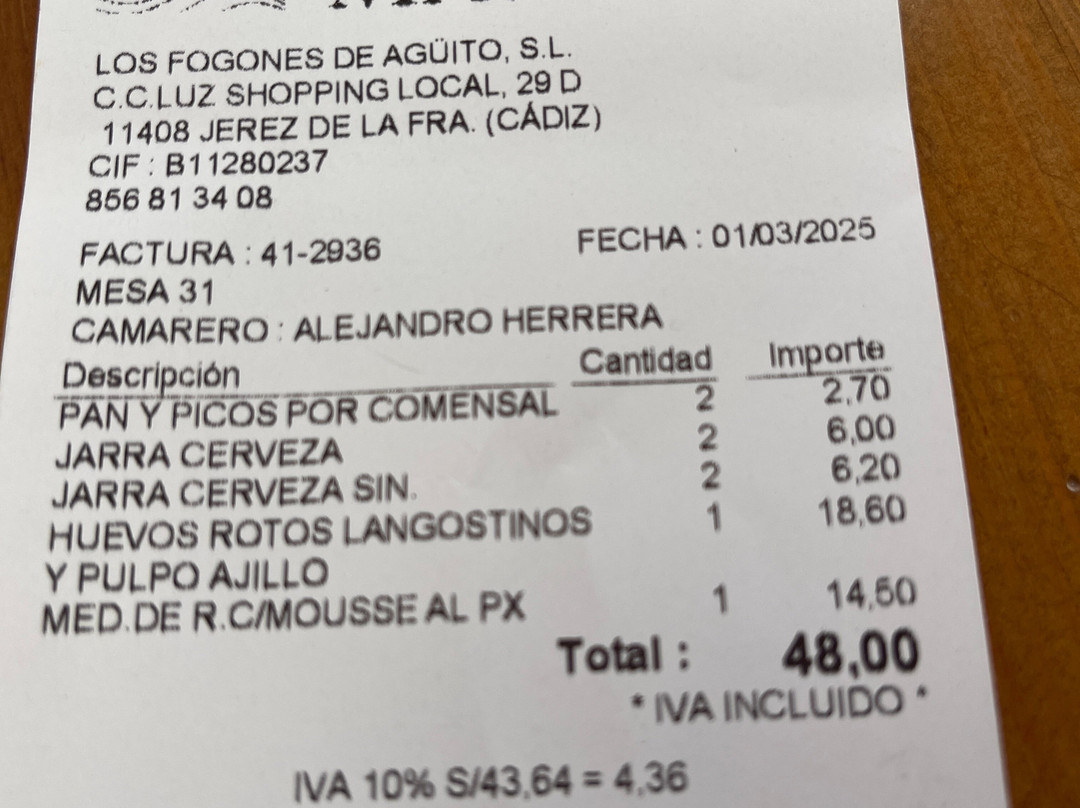 LOS FOGONES DE AGÜITO, S.L.
C.C.LUZ SHOPPING LOCAL, 29 D
11408 JEREZ DE LA FRA. (CÁDIZ)
CIF : B11280237
856 81 34 08
FACTURA : 41-2936 FECHA : 01/03/2025
MESA 31
CAMARERO : ALEJANDRO HERRERA
Descripción Cantidad Importe
PAN Y PICOS POR COMENSAL 2 2,70
JARRA CERVEZA 2 6,00
JARRA CERVEZA SIN. 2 6,20
HUEVOS ROTOS LANGOSTINOS 1 18,60
Y PULPO AJILLO
MED.DE R.C/MOUSSE AL PX 1 14,50
Total : 48,00
* IVA INCLUIDO *
IVA 10% S/43,64 = 4,36